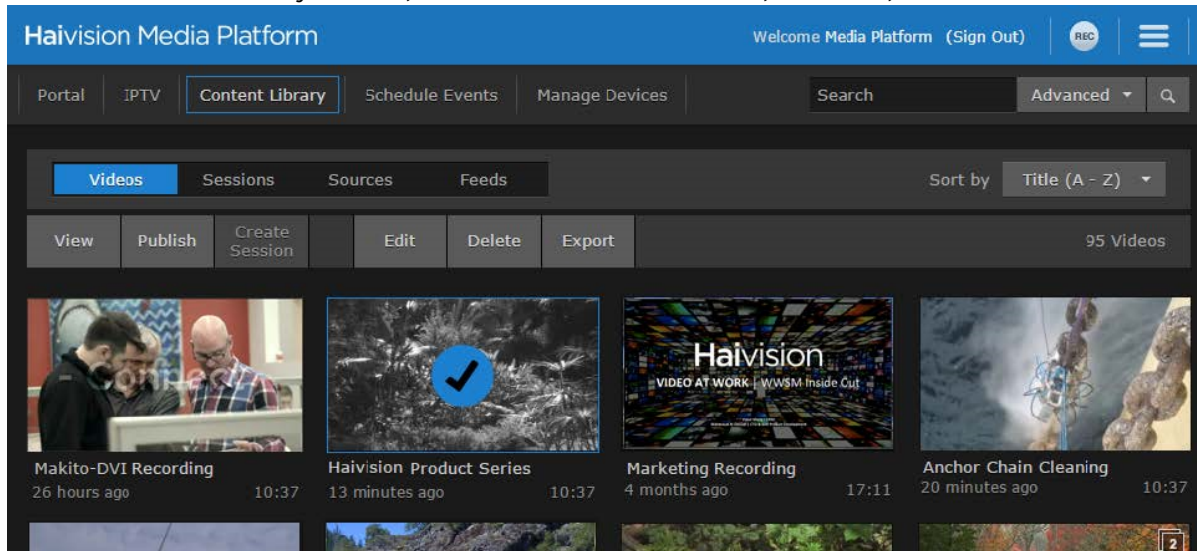 Haivision Media Platform
Welcome Media Platform (Sign Out)
REC
Portal
IPTV
Content Library
Schedule Events
Manage Devices
Search
Advanced
Videos
Sessions
Sources
Feeds
Sort by
Title (A - Z)
View
Publish
Create
Session
Edit
Delete
Export
95 Videos
Connect
Haivision
VIDEO AT WORK | WWSM Inside Out
Makito-DVI Recording
26 hours ago
10:37
Haivision Product Series
13 minutes ago
10:37
Marketing Recording
4 months ago
17:11
Anchor Chain Cleaning
20 minutes ago
10:37
2